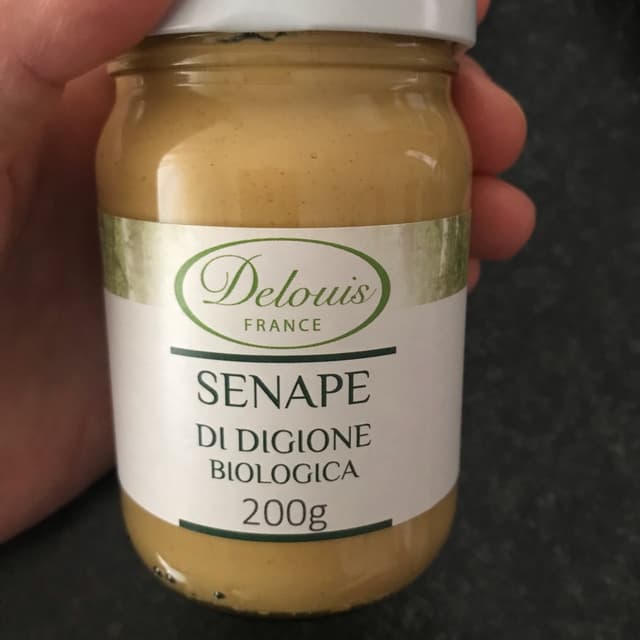 Delouis
FRANCE
SENAPE
DI DIGIONE
BIOLOGICA
200g